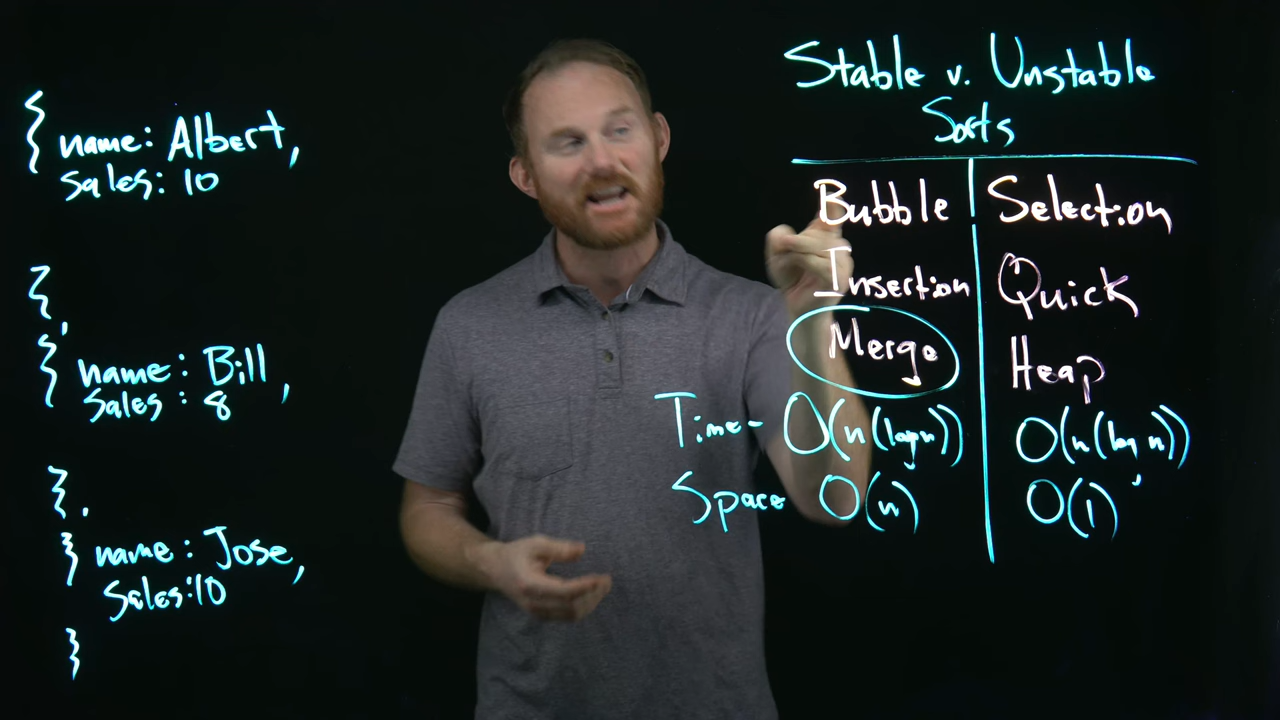 { name: Albert,
sales: 10
}
,
{ name: Bill,
sales: 8
},
{ name: Jose,
Sales: 10
}
Stable v. Unstable
Sorts
Bubble Selection
Insertion Quick
Merge Heap
Time- O(n(logn)) O(n(log n))
Space O(n) O(1)